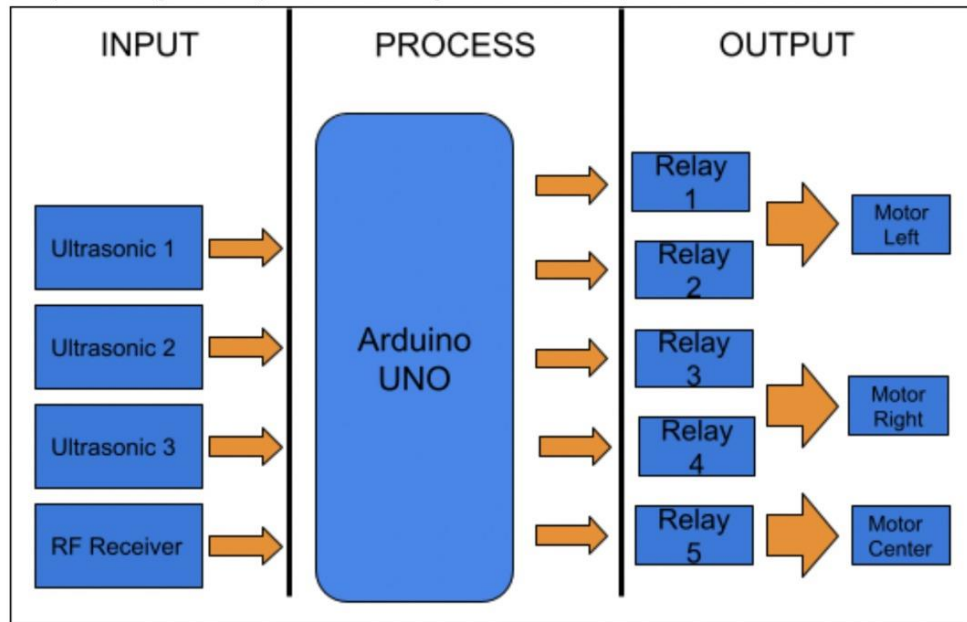 INPUT
PROCESS
OUTPUT
Ultrasonic 1
Ultrasonic 2
Ultrasonic 3
RF Receiver
Arduino
UNO
Relay
1
Relay
2
Relay
3
Relay
4
Relay
5
Motor
Left
Motor
Right
Motor
Center